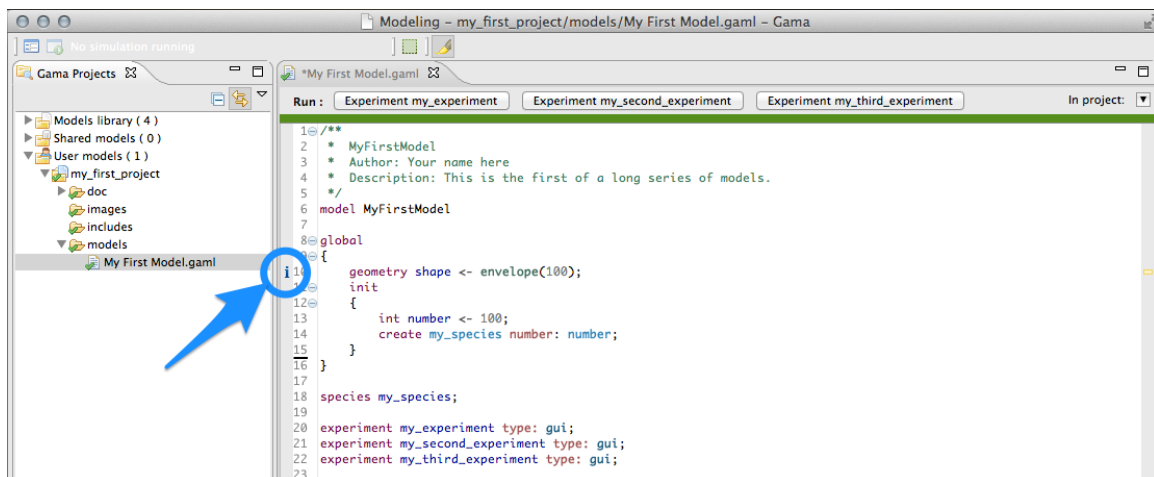 Modeling – my_first_project/models/My First Model.gaml – Gama
No simulation running
Gama Projects
Models library ( 4 )
Shared models ( 0 )
User models ( 1 )
my_first_project
doc
images
includes
models
My First Model.gaml
*My First Model.gaml
Run : Experiment my_experiment Experiment my_second_experiment Experiment my_third_experiment In project:
1 /**
2 * MyFirstModel
3 * Author: Your name here
4 * Description: This is the first of a long series of models.
5 */
6 model MyFirstModel
7
8 global
9 {
i 10 geometry shape <- envelope(100);
11 init
12 {
13 int number <- 100;
14 create my_species number: number;
15 }
16 }
17
18 species my_species;
19
20 experiment my_experiment type: gui;
21 experiment my_second_experiment type: gui;
22 experiment my_third_experiment type: gui;
23